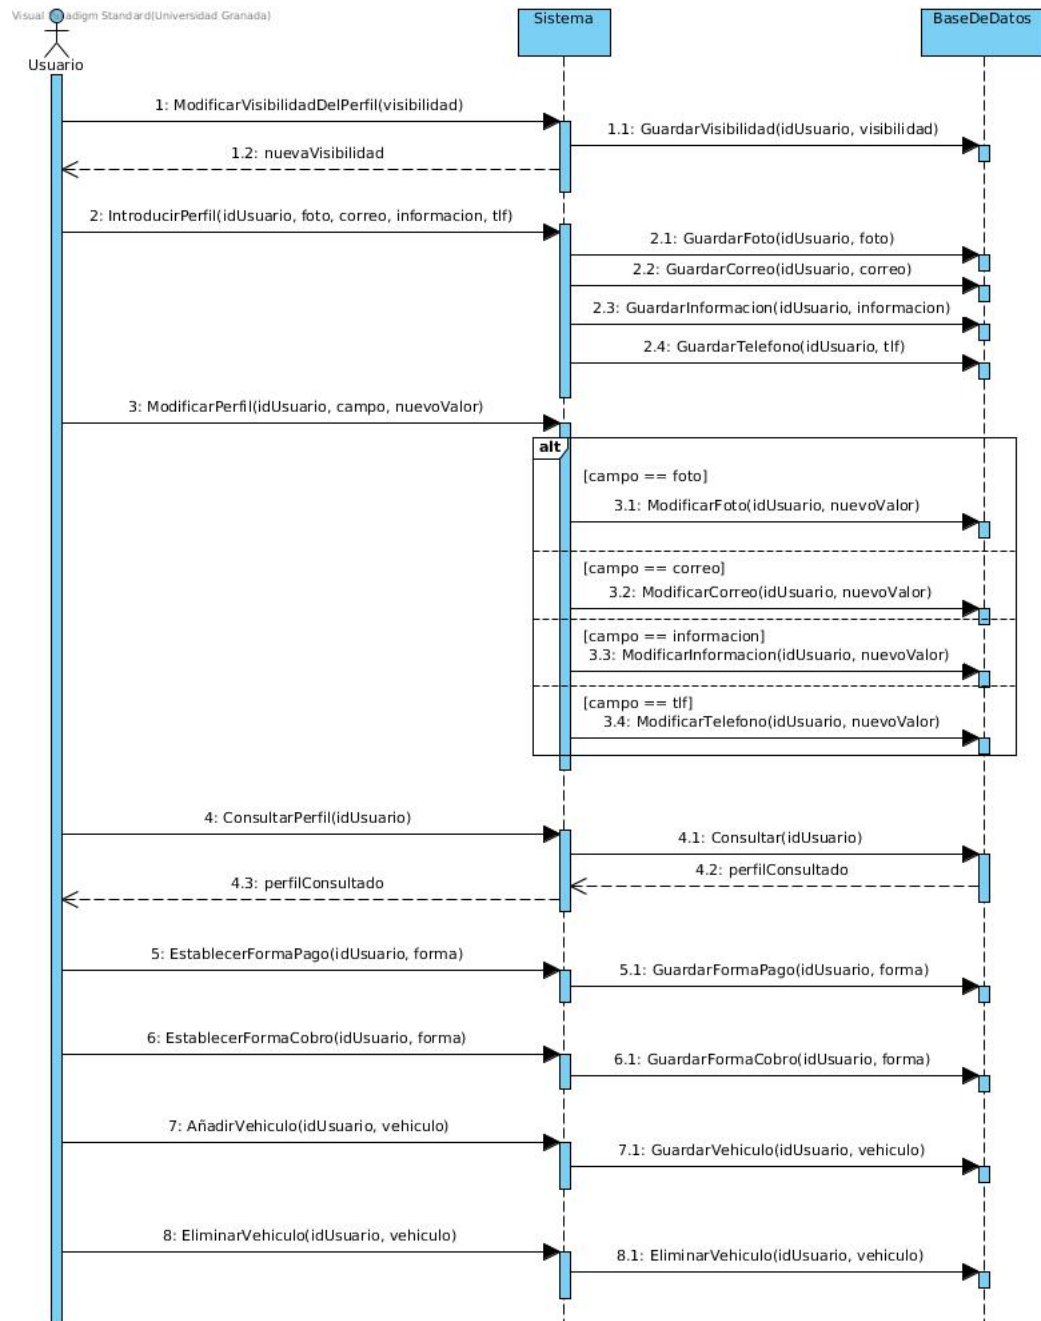 Visual Paradigm Standard(Universidad Granada)
Usuario
Sistema
BaseDeDatos
1: ModificarVisibilidadDelPerfil(visibilidad)
1.1: GuardarVisibilidad(idUsuario, visibilidad)
1.2: nuevaVisibilidad
2: IntroducirPerfil(idUsuario, foto, correo, informacion, tlf)
2.1: GuardarFoto(idUsuario, foto)
2.2: GuardarCorreo(idUsuario, correo)
2.3: GuardarInformacion(idUsuario, informacion)
2.4: GuardarTelefono(idUsuario, tlf)
3: ModificarPerfil(idUsuario, campo, nuevoValor)
alt
[campo == foto]
3.1: ModificarFoto(idUsuario, nuevoValor)
[campo == correo]
3.2: ModificarCorreo(idUsuario, nuevoValor)
[campo == informacion]
3.3: ModificarInformacion(idUsuario, nuevoValor)
[campo == tlf]
3.4: ModificarTelefono(idUsuario, nuevoValor)
4: ConsultarPerfil(idUsuario)
4.1: Consultar(idUsuario)
4.2: perfilConsultado
4.3: perfilConsultado
5: EstablecerFormaPago(idUsuario, forma)
5.1: GuardarFormaPago(idUsuario, forma)
6: EstablecerFormaCobro(idUsuario, forma)
6.1: GuardarFormaCobro(idUsuario, forma)
7: AñadirVehiculo(idUsuario, vehiculo)
7.1: GuardarVehiculo(idUsuario, vehiculo)
8: EliminarVehiculo(idUsuario, vehiculo)
8.1: EliminarVehiculo(idUsuario, vehiculo)